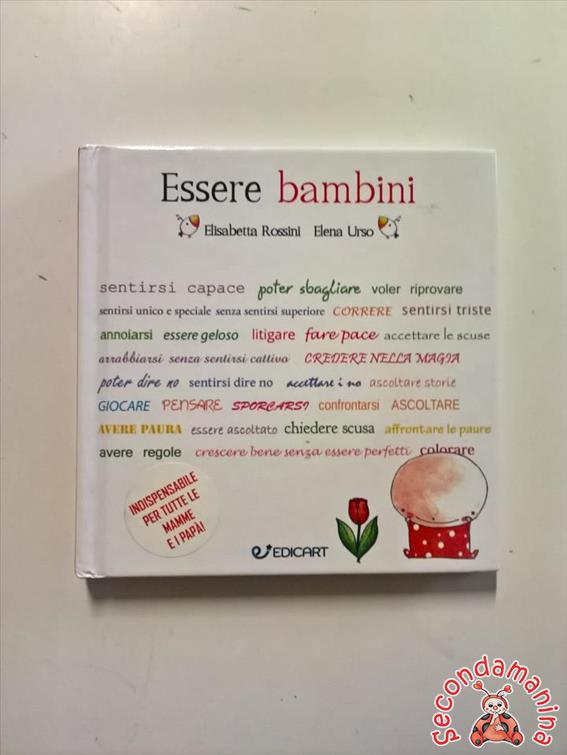 Essere bambini
Elisabetta Rossini Elena Urso
sentirsi capace poter sbagliare voler riprovare
sentirsi unico e speciale senza sentirsi superiore CORRERE sentirsi triste
annoiarsi essere geloso litigare fare pace accettare le scuse
arrabbiarsi senza sentirsi cattivo CREDERE NELLA MAGIA
poter dire no sentirsi dire no accettare i no ascoltare storie
GIOCARE PENSARE SPORCARSI confrontarsi ASCOLTARE
AVERE PAURA essere ascoltato chiedere scusa affrontare le paure
avere regole crescere bene senza essere perfetti colorare
INDISPENSABILE
PER TUTTE LE
MAMME
E I PAPÀ!
EDICART
Secondamanina